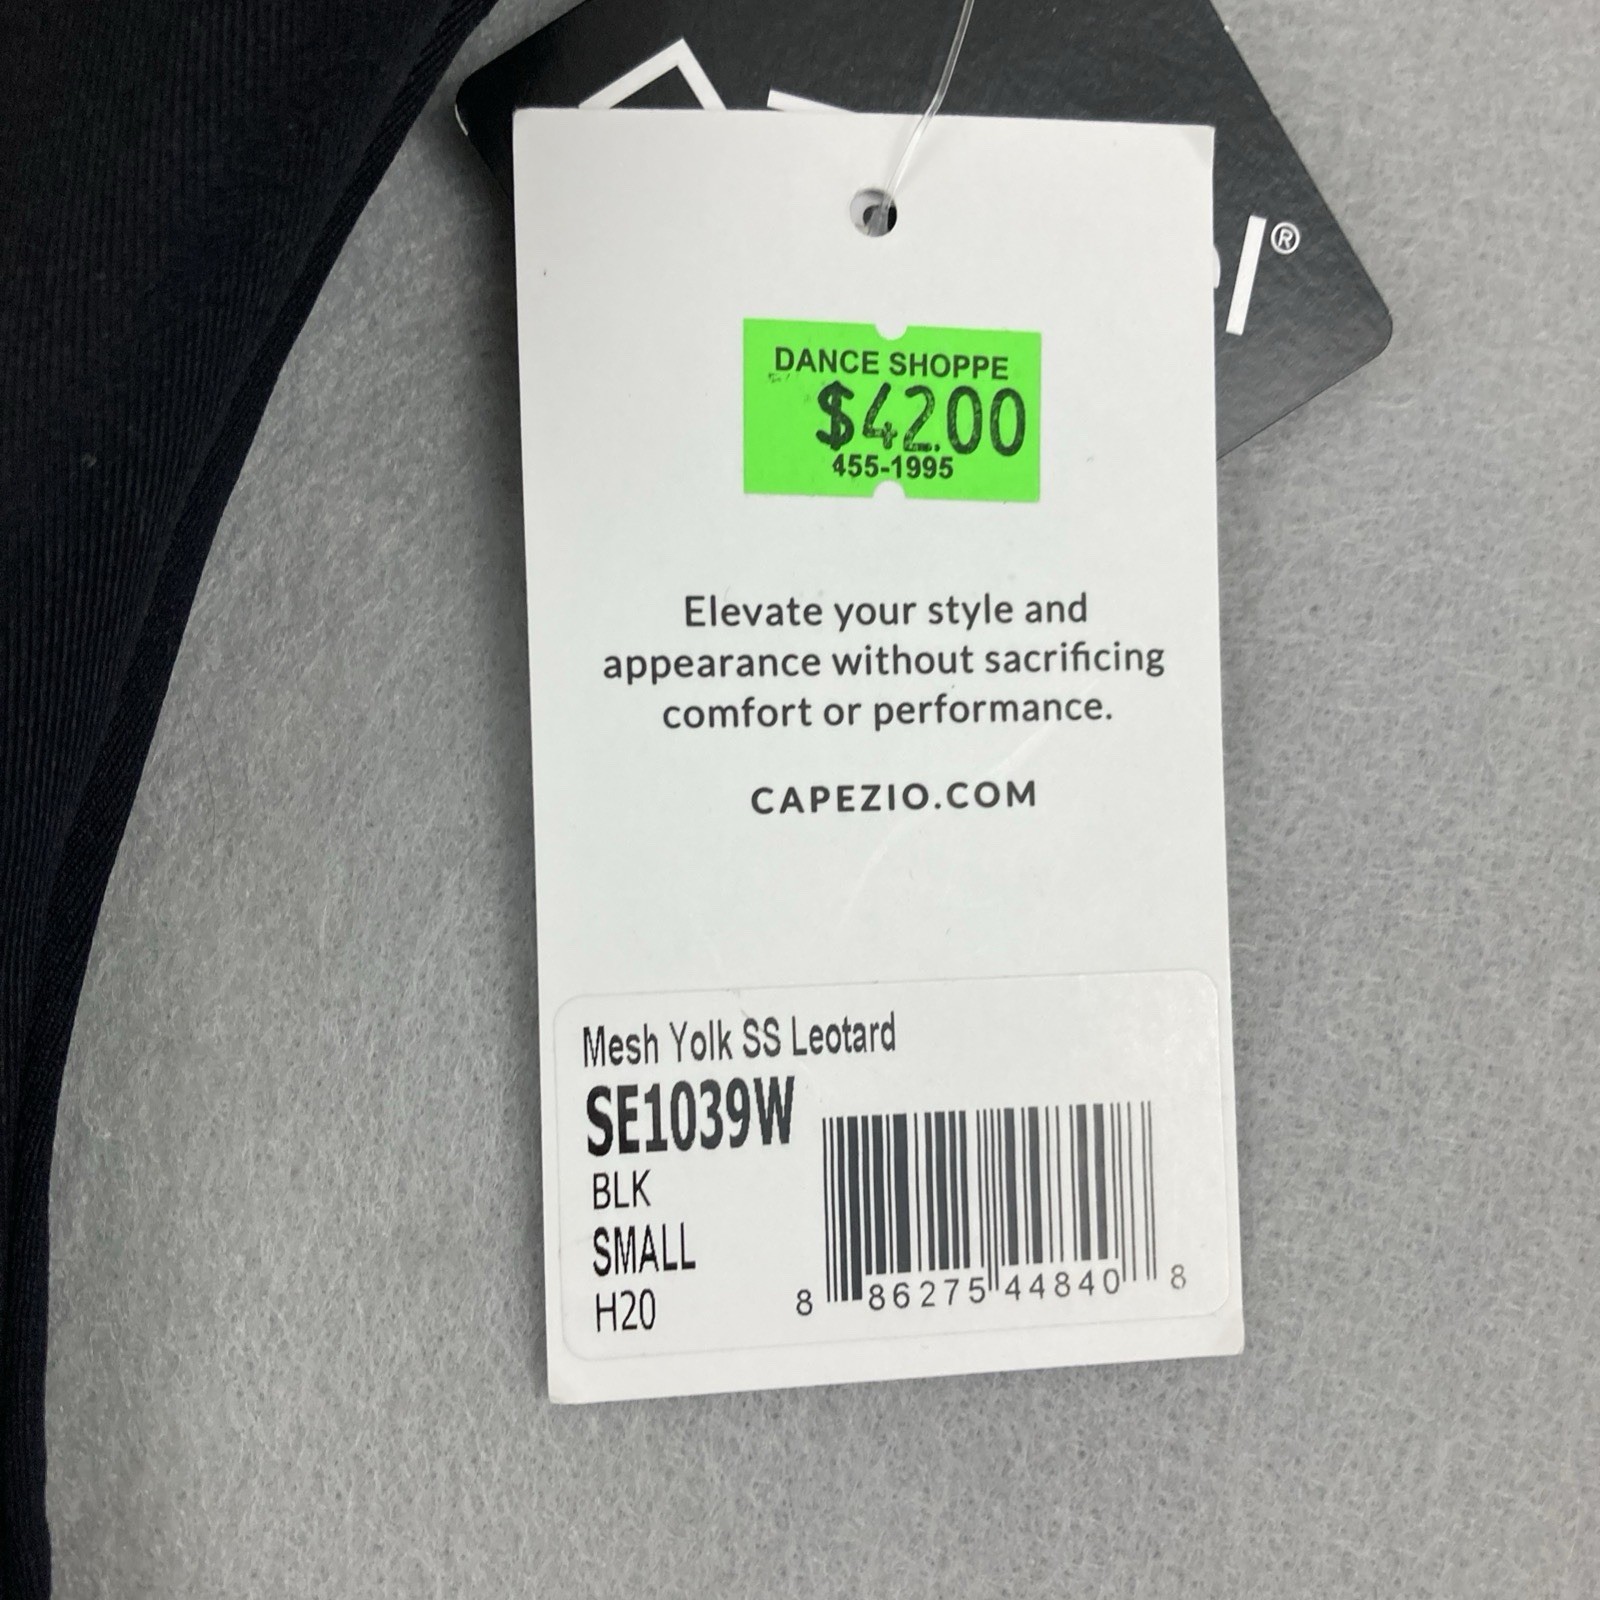 ®
DANCE SHOPPE
$42.00
455-1995
Elevate your style and
appearance without sacrificing
comfort or performance.
CAPEZIO.COM
Mesh Yolk SS Leotard
SE1039W
BLK
SMALL
H20
8 86275 44840 8